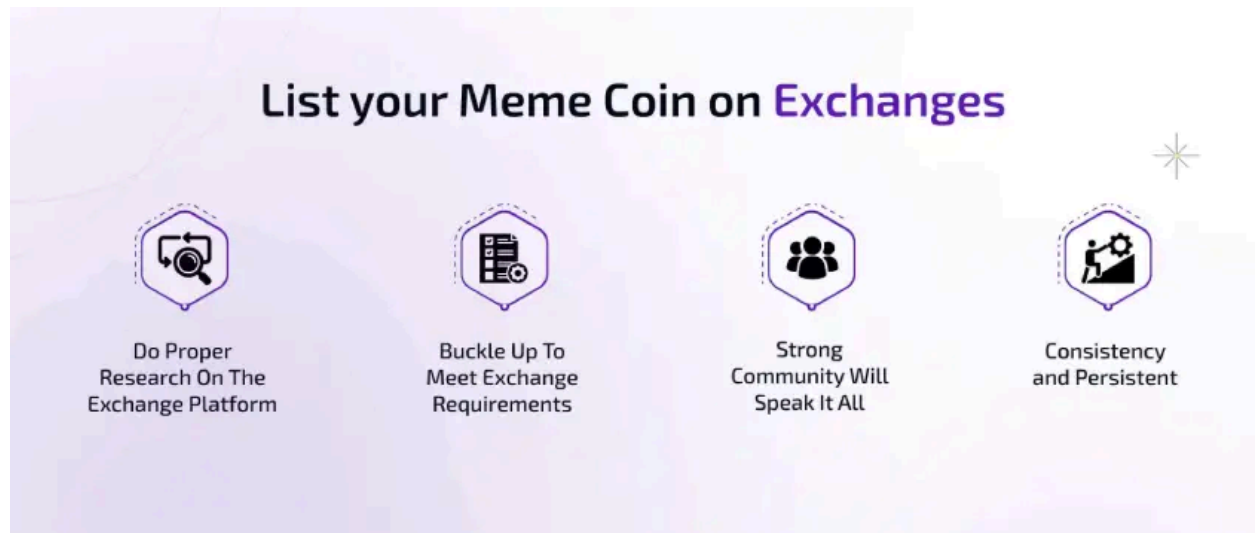 List your Meme Coin on Exchanges
Do Proper
Research On The
Exchange Platform
Buckle Up To
Meet Exchange
Requirements
Strong
Community Will
Speak It All
Consistency
and Persistent